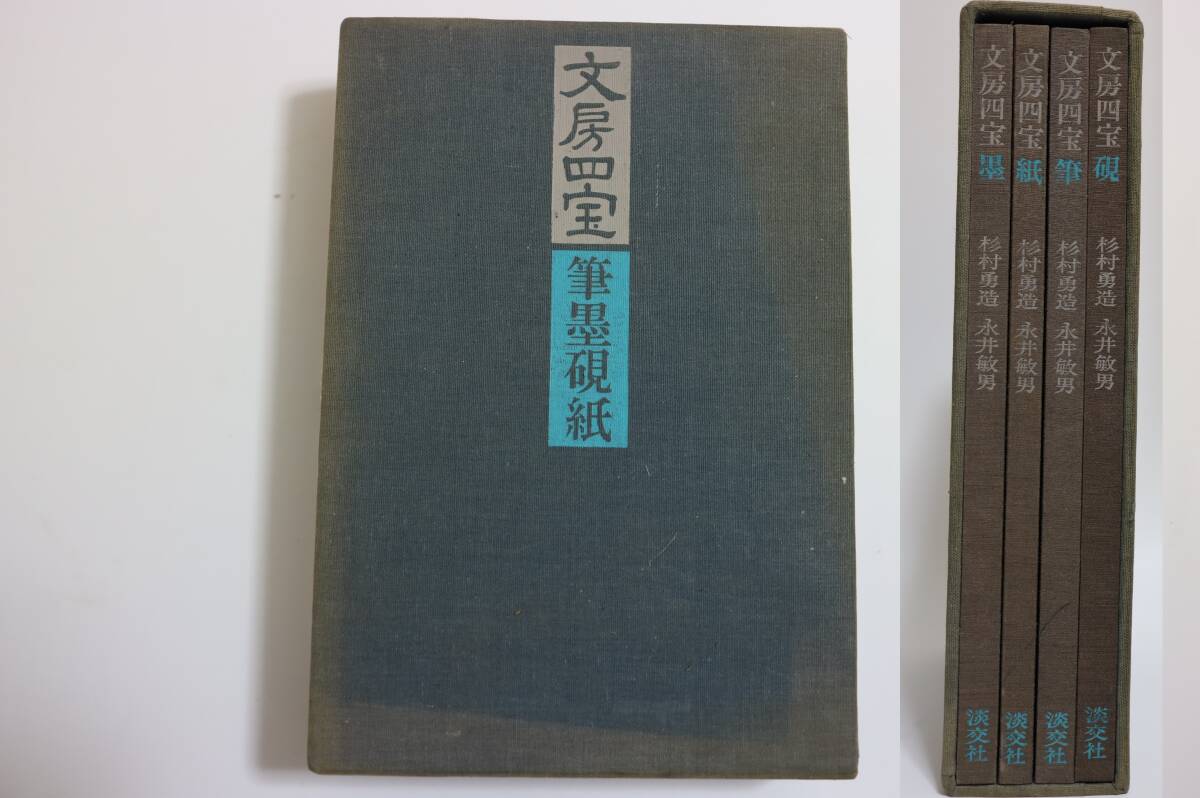 文房四宝
筆墨硯紙
文房四宝 硯 杉村勇造 永井敏男 淡交社
文房四宝 筆 杉村勇造 永井敏男 淡交社
文房四宝 紙 杉村勇造 永井敏男 淡交社
文房四宝 墨 杉村勇造 永井敏男 淡交社